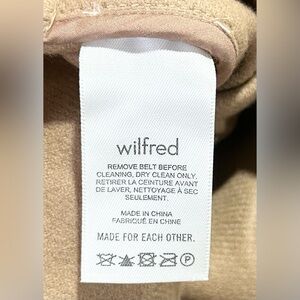 wilfred
REMOVE BELT BEFORE
CLEANING, DRY CLEAN ONLY.
RETIRER LA CEINTURE AVANT
DE LAVER, NETTOYAGE À SEC
SEULEMENT.
MADE IN CHINA
FABRIQUÉ EN CHINE
MADE FOR EACH OTHER.
P